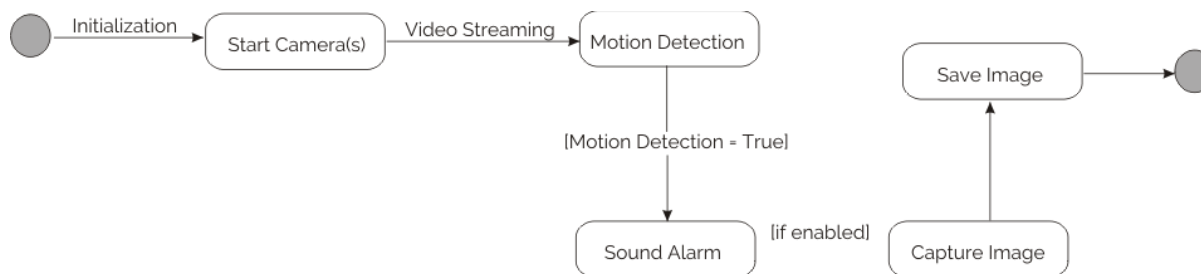 Initialization
Start Camera(s)
Video Streaming
Motion Detection
[Motion Detection = True]
Sound Alarm
[if enabled]
Capture Image
Save Image